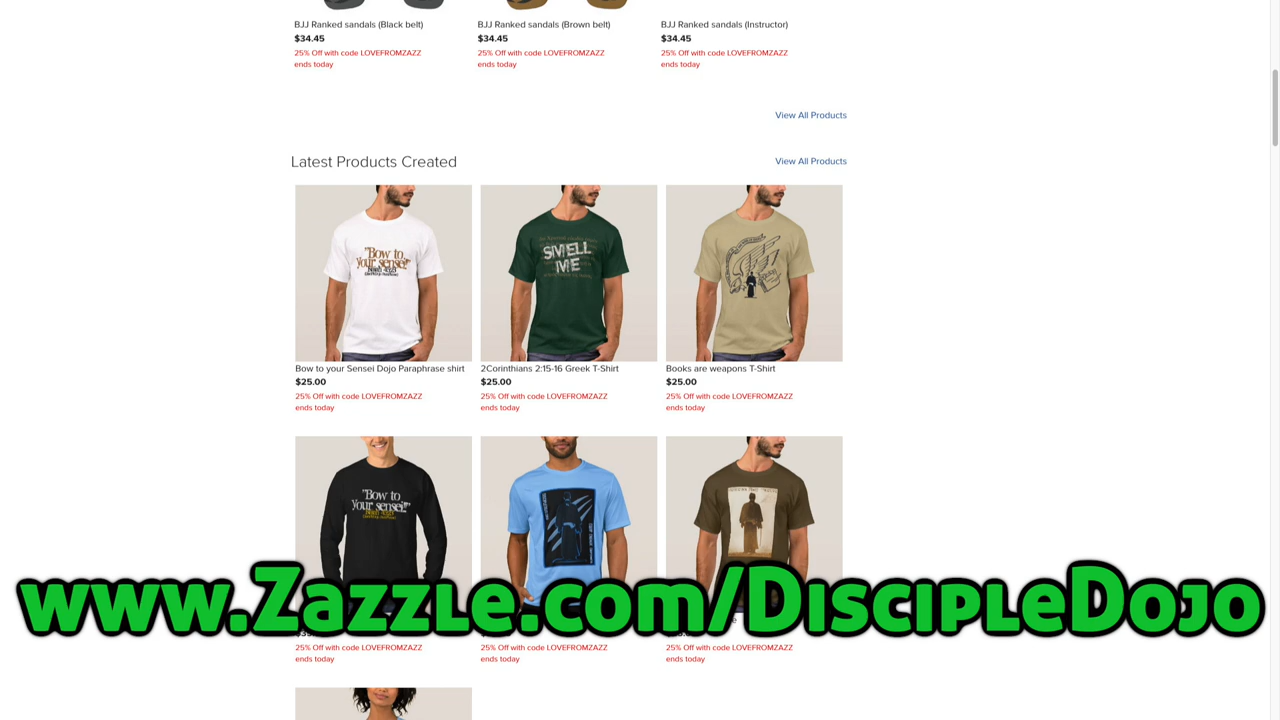 BJJ Ranked sandals (Black belt)
$34.45
25% Off with code LOVEFROMZAZZ
ends today
BJJ Ranked sandals (Brown belt)
$34.45
25% Off with code LOVEFROMZAZZ
ends today
BJJ Ranked sandals (Instructor)
$34.45
25% Off with code LOVEFROMZAZZ
ends today
View All Products
Latest Products Created
View All Products
"Bow to
your sensei!"
SMELL
ME
Bow to your Sensei Dojo Paraphrase shirt
$25.00
25% Off with code LOVEFROMZAZZ
ends today
2Corinthians 2:15-16 Greek T-Shirt
$25.00
25% Off with code LOVEFROMZAZZ
ends today
Books are weapons T-Shirt
$25.00
25% Off with code LOVEFROMZAZZ
ends today
"Bow to
your sensei!"
www.Zazzle.com/DiscipleDojo
25% Off with code LOVEFROMZAZZ
ends today
25% Off with code LOVEFROMZAZZ
ends today
25% Off with code LOVEFROMZAZZ
ends today